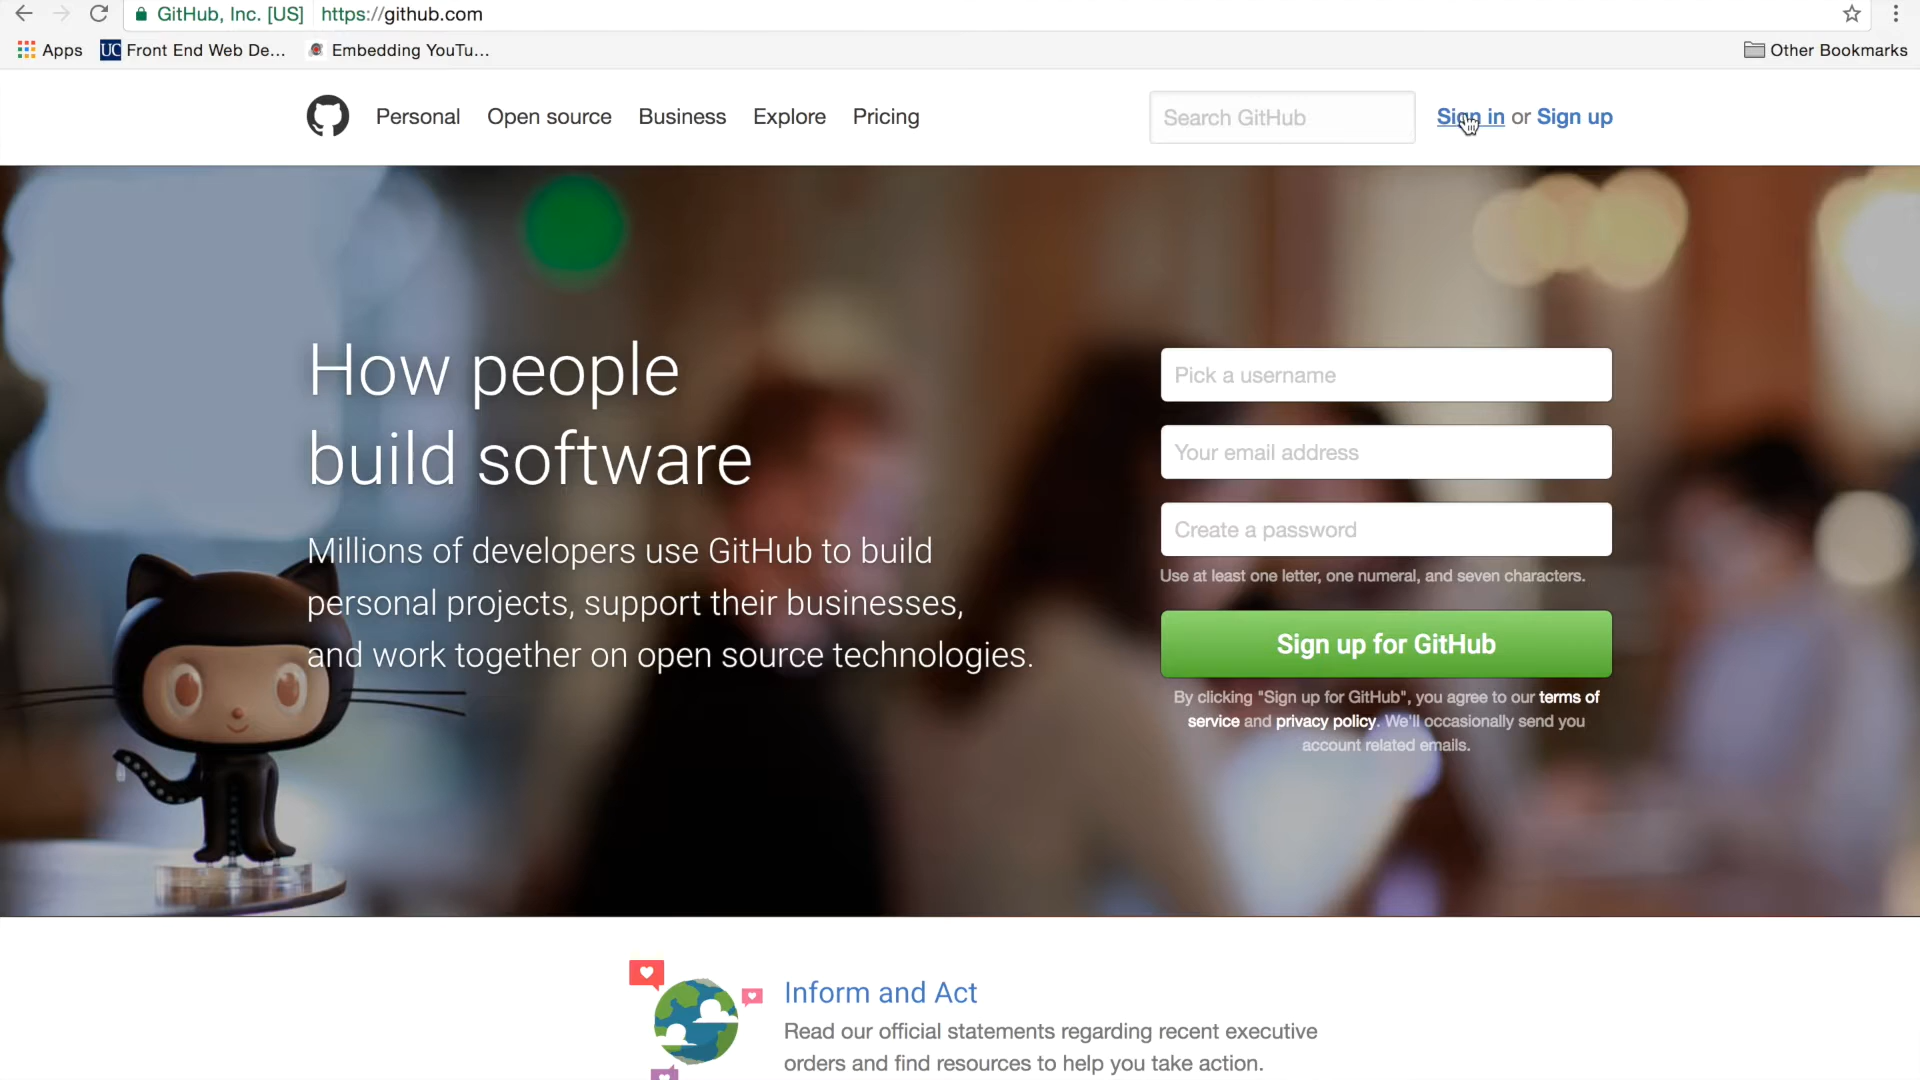 GitHub, Inc. [US] https://github.com
Apps UC Front End Web De... Embedding YouTu... Other Bookmarks
Personal Open source Business Explore Pricing Search GitHub Sign in or Sign up
How people
build software
Millions of developers use GitHub to build
personal projects, support their businesses,
and work together on open source technologies.
Pick a username
Your email address
Create a password
Use at least one letter, one numeral, and seven characters.
Sign up for GitHub
By clicking "Sign up for GitHub", you agree to our terms of
service and privacy policy. We'll occasionally send you
account related emails.
Inform and Act
Read our official statements regarding recent executive
orders and find resources to help you take action.